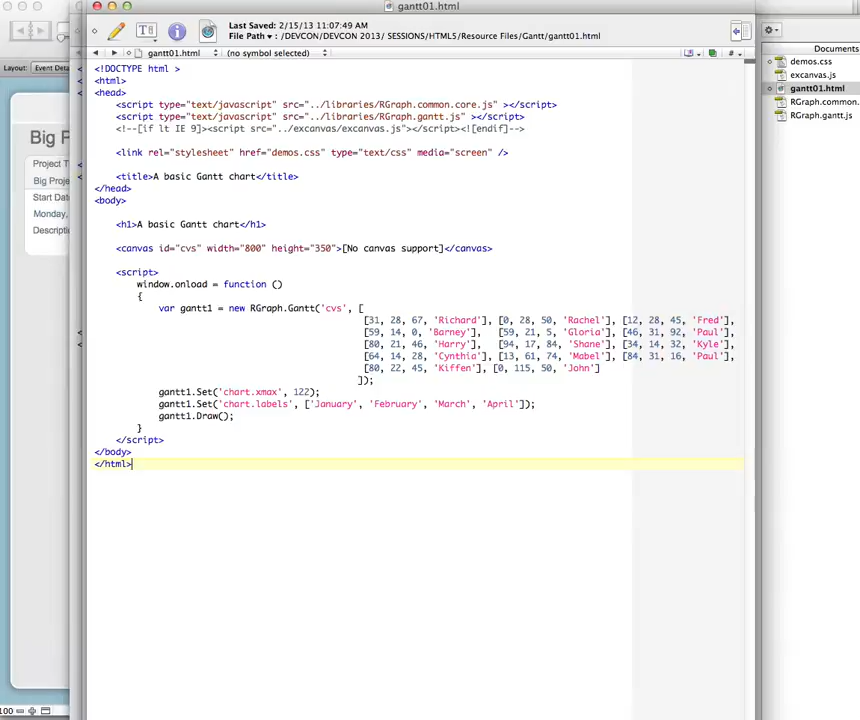 gantt01.html
Last Saved: 2/15/13 11:07:49 AM
File Path ▾ : /DEVCON/DEVCON 2013/ SESSIONS/HTML5/Resource Files/Gantt/gantt01.html
gantt01.html (no symbol selected)
Layout: Event Detai
Documents
demos.css
excanvas.js
gantt01.html
RGraph.common.
RGraph.gantt.js
Big P
Project T
Big Proje
Start Dat
Monday,
Descripti
100
<!DOCTYPE html >
<html>
<head>
<script type="text/javascript" src="../libraries/RGraph.common.core.js" ></script>
<script type="text/javascript" src="../libraries/RGraph.gantt.js" ></script>
<!--[if lt IE 9]><script src="../excanvas/excanvas.js"></script><![endif]-->
<link rel="stylesheet" href="demos.css" type="text/css" media="screen" />
<title>A basic Gantt chart</title>
</head>
<body>
<h1>A basic Gantt chart</h1>
<canvas id="cvs" width="800" height="350">[No canvas support]</canvas>
<script>
window.onload = function ()
{
var gantt1 = new RGraph.Gantt('cvs', [
[31, 28, 67, 'Richard'], [0, 28, 50, 'Rachel'], [12, 28, 45, 'Fred'],
[59, 14, 0, 'Barney'], [59, 21, 5, 'Gloria'], [46, 31, 92, 'Paul'],
[80, 21, 46, 'Harry'], [94, 17, 84, 'Shane'], [34, 14, 32, 'Kyle'],
[64, 14, 28, 'Cynthia'], [13, 61, 74, 'Mabel'], [84, 31, 16, 'Paul'],
[80, 22, 45, 'Kiffen'], [0, 115, 50, 'John']
]);
gantt1.Set('chart.xmax', 122);
gantt1.Set('chart.labels', ['January', 'February', 'March', 'April']);
gantt1.Draw();
}
</script>
</body>
</html>